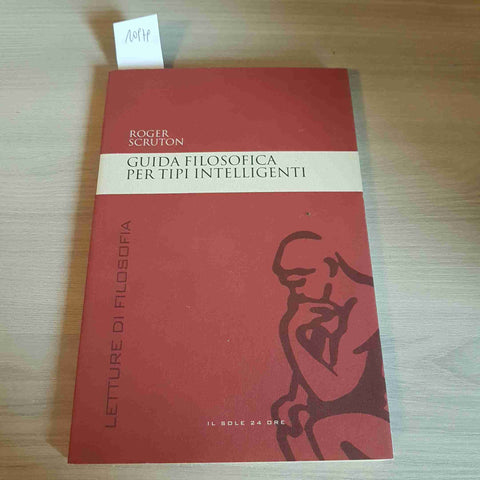 ROGER
SCRUTON
GUIDA FILOSOFICA
PER TIPI INTELLIGENTI
LETTURE DI FILOSOFIA
IL SOLE 24 ORE